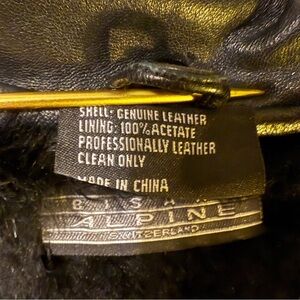 SHELL: GENUINE LEATHER
LINING: 100% ACETATE
PROFESSIONALLY LEATHER
CLEAN ONLY
MADE IN CHINA
ALPINE
SWITZERLAND